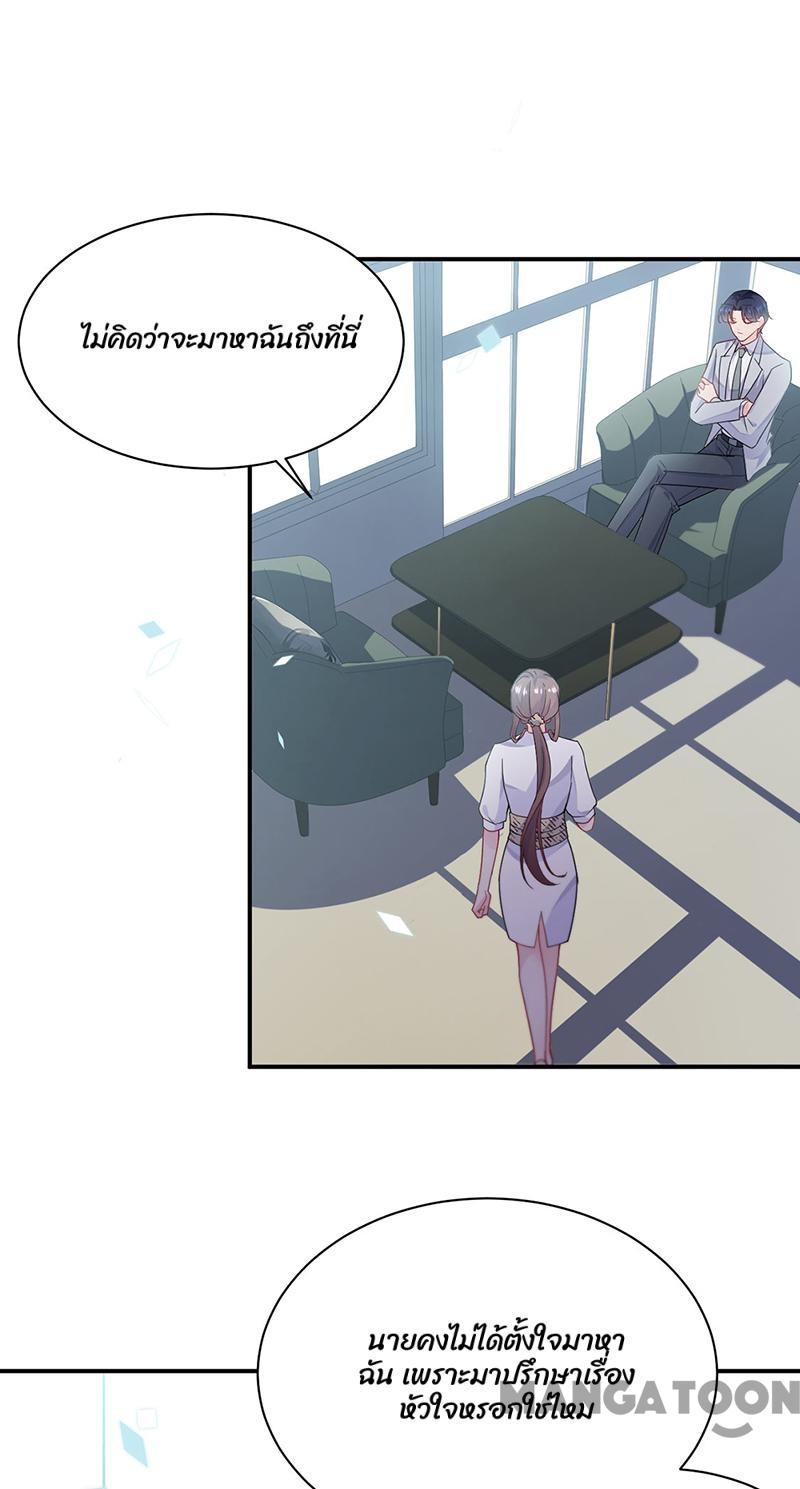 ไม่คิดว่าจะมาหาฉันถึงที่นี่
นายคงไม่ได้ตั้งใจมาหา
ฉัน เพราะมาปรึกษาเรื่อง
หัวใจหรอกใช่ไหม
MANGATOON